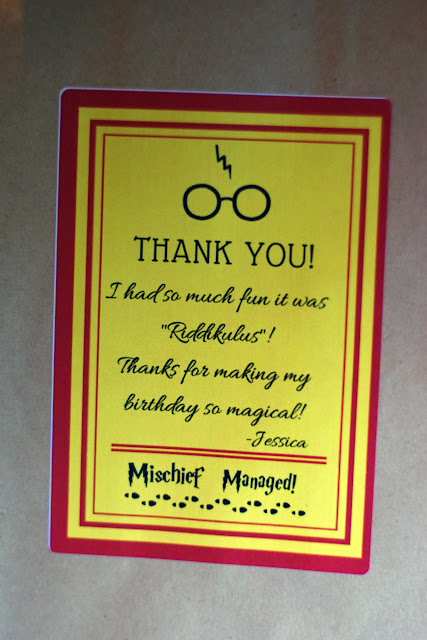 THANK YOU!
I had so much fun it was
"Riddikulus"!
Thanks for making my
birthday so magical!
-Jessica
Mischief Managed!